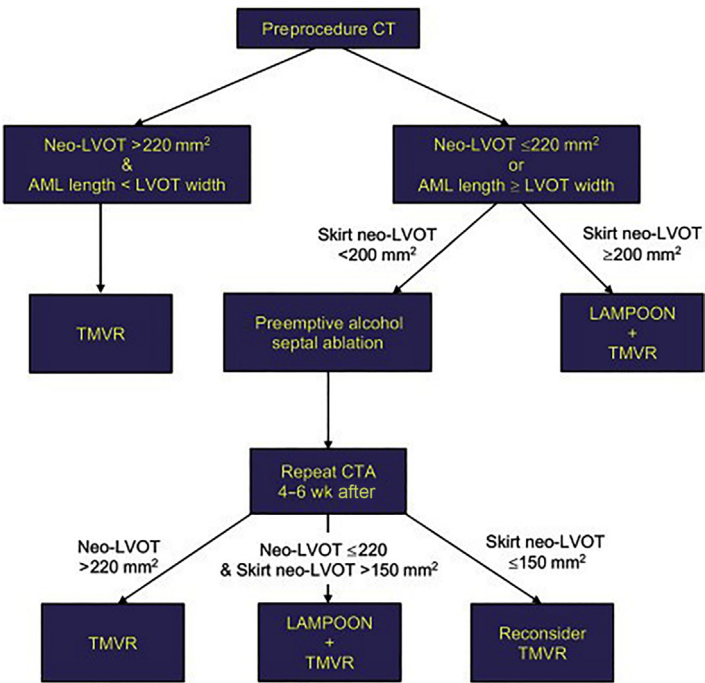 Preprocedure CT
Neo-LVOT >220 mm²
&
AML length < LVOT width
Neo-LVOT ≤220 mm²
or
AML length ≥ LVOT width
Skirt neo-LVOT
<200 mm²
Skirt neo-LVOT
≥200 mm²
TMVR
Preemptive alcohol
septal ablation
LAMPOON
+
TMVR
Repeat CTA
4–6 wk after
Neo-LVOT
>220 mm²
Neo-LVOT ≤220
& Skirt neo-LVOT >150 mm²
Skirt neo-LVOT
≤150 mm²
TMVR
LAMPOON
+
TMVR
Reconsider
TMVR